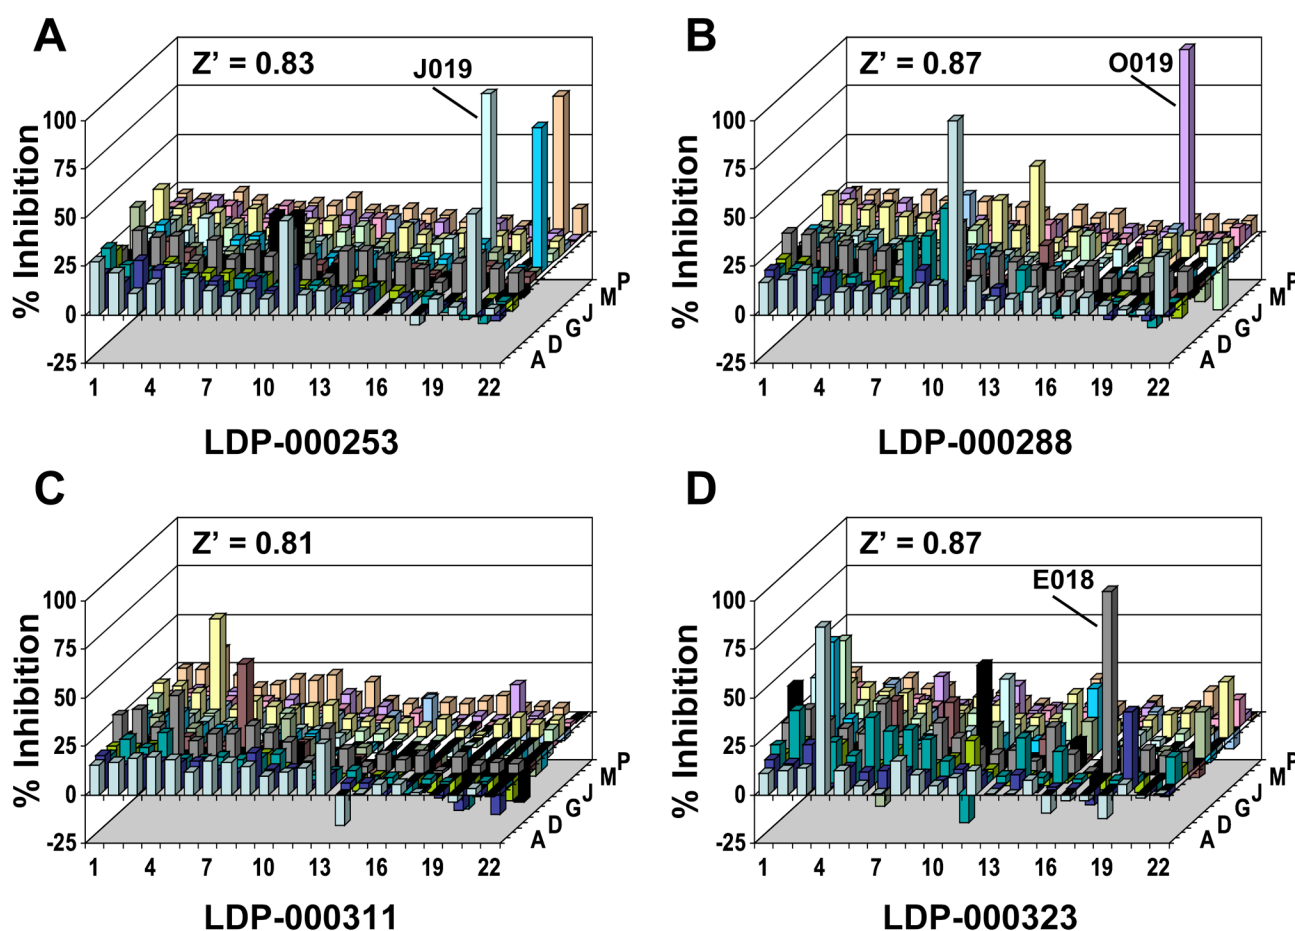 A
Z’ = 0.83
J019
% Inhibition
100
75
50
25
0
-25
1 4 7 10 13 16 19 22
A D G J M P
LDP-000253
B
Z’ = 0.87
O019
% Inhibition
100
75
50
25
0
-25
1 4 7 10 13 16 19 22
A D G J M P
LDP-000288
C
Z’ = 0.81
% Inhibition
100
75
50
25
0
-25
1 4 7 10 13 16 19 22
A D G J M P
LDP-000311
D
Z’ = 0.87
E018
% Inhibition
100
75
50
25
0
-25
1 4 7 10 13 16 19 22
A D G J M P
LDP-000323